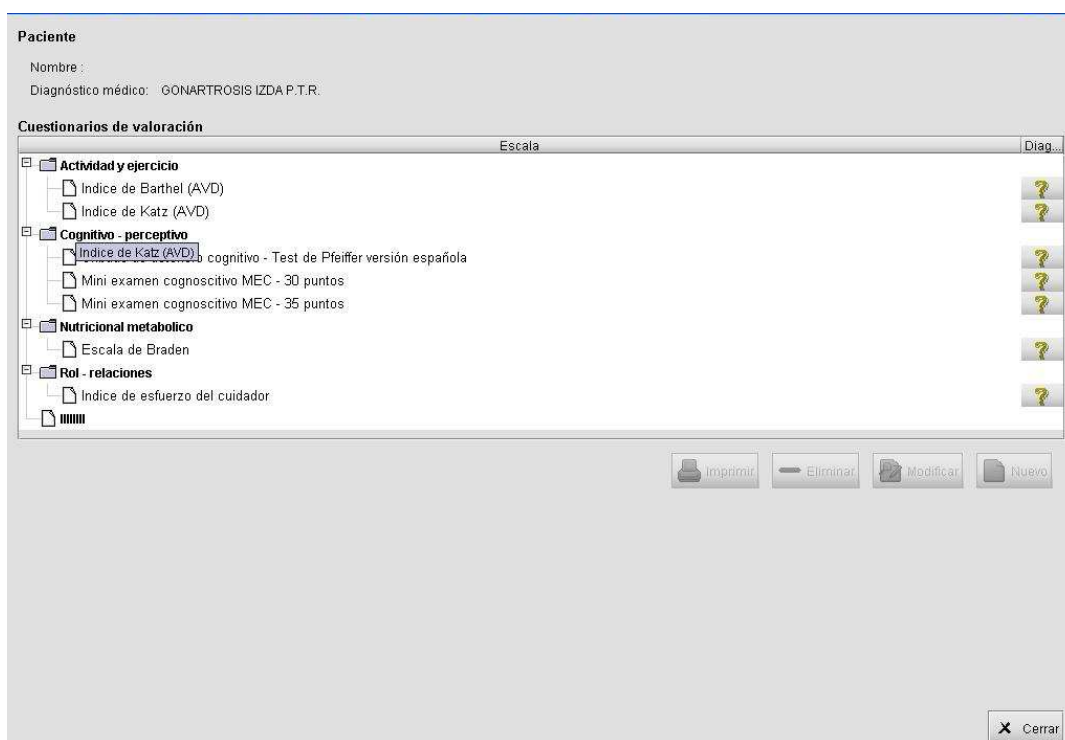 Paciente
Nombre :
Diagnóstico médico: GONARTROSIS IZDA P.T.R.
Cuestionarios de valoración
Escala Diag...
Actividad y ejercicio
Indice de Barthel (AVD)
Indice de Katz (AVD)
Cognitivo - perceptivo
Indice de Katz (AVD)
cognitivo - Test de Pfeiffer versión española
Mini examen cognoscitivo MEC - 30 puntos
Mini examen cognoscitivo MEC - 35 puntos
Nutricional metabolico
Escala de Braden
Rol - relaciones
Indice de esfuerzo del cuidador
Imprimir Eliminar Modificar Nuevo
Cerrar